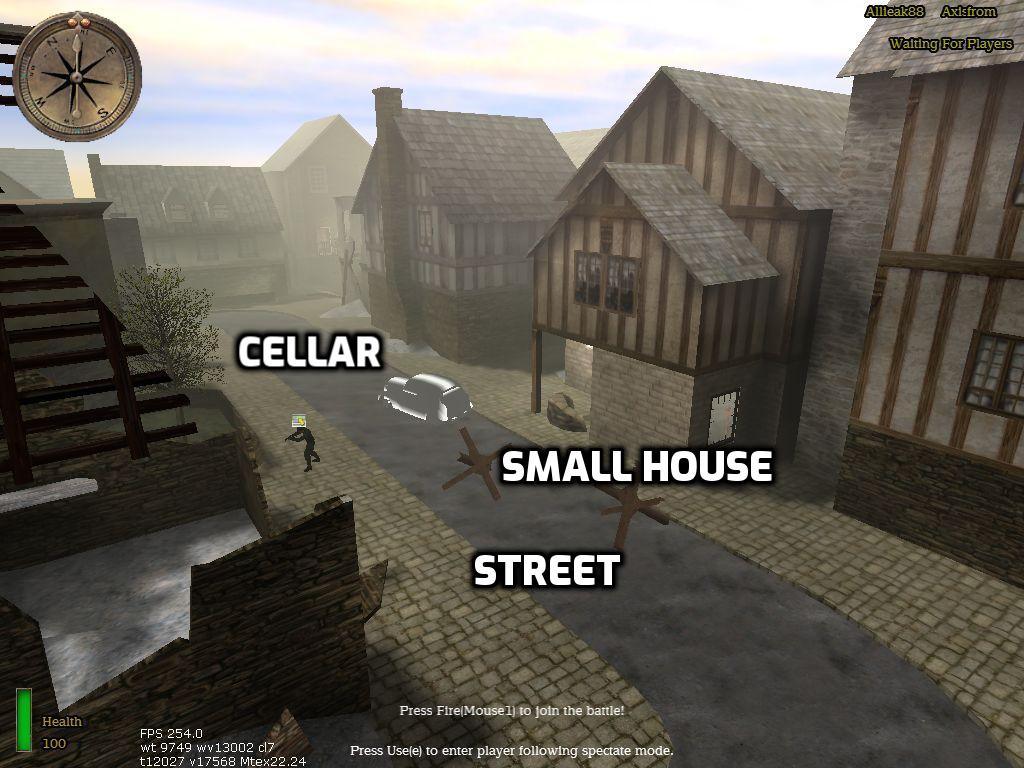 Allieak88 Axisfrom
Waiting For Players
N
E
W
S
CELLAR
SMALL HOUSE
STREET
Press Fire(Mouse1) to join the battle!
Health
100
FPS 254.0
wt 9749 wv13002 cl7
t12027 v17568 Mtex22.24
Press Use(e) to enter player following spectate mode.